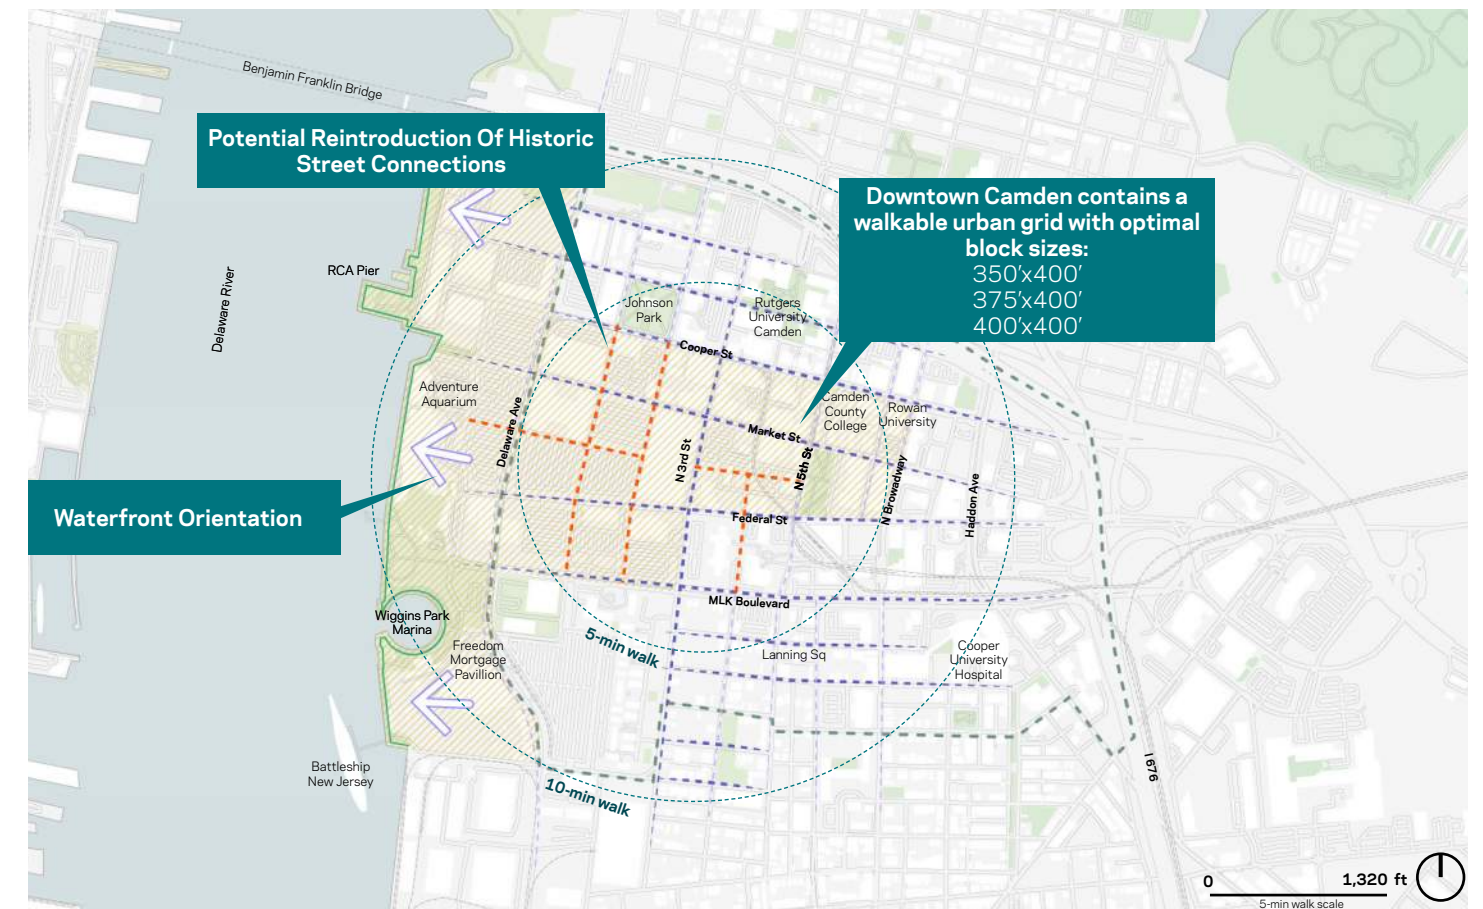 Benjamin Franklin Bridge
Potential Reintroduction Of Historic
Street Connections
Downtown Camden contains a
walkable urban grid with optimal
block sizes:
350'x400'
375'x400'
400'x400'
RCA Pier
Delaware River
Johnson
Park
Rutgers
University
Camden
Cooper St
Adventure
Aquarium
Delaware Ave
Camden
County
College
Rowan
University
Market St
N 3rd St
N 5th St
N Browadway
Haddon Ave
Waterfront Orientation
Federal St
MLK Boulevard
Wiggins Park
Marina
Freedom
Mortgage
Pavillion
5-min walk
Lanning Sq
Cooper
University
Hospital
Battleship
New Jersey
10-min walk
I 676
0 1,320 ft
5-min walk scale